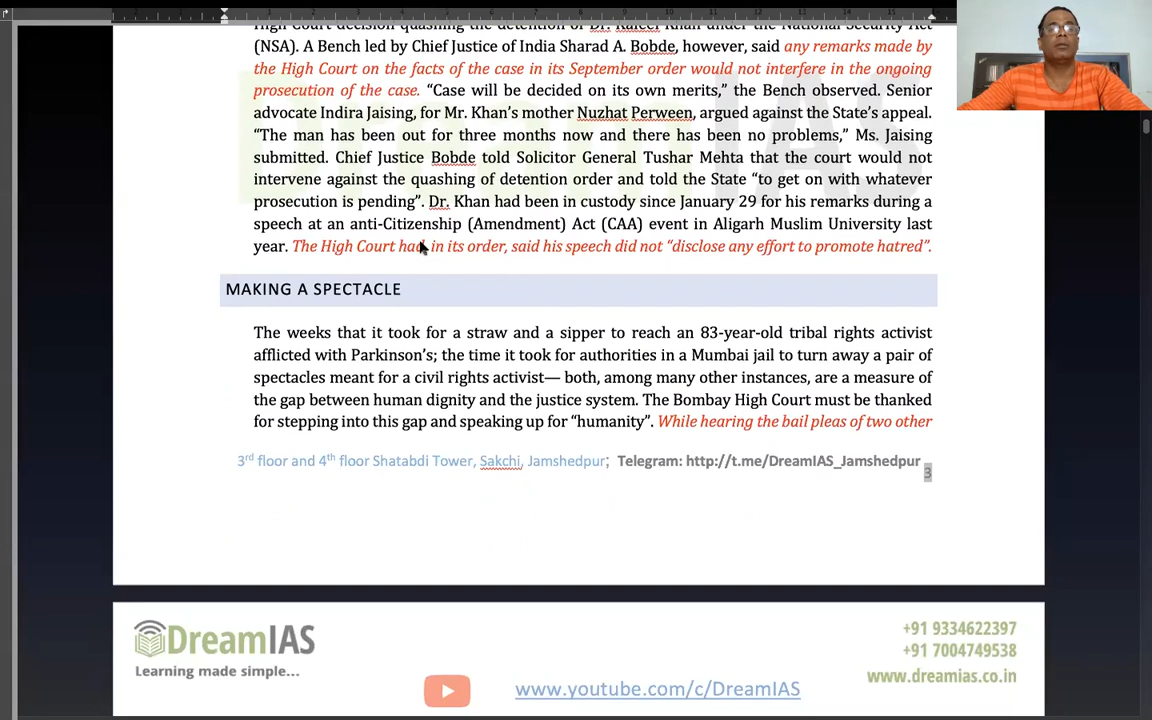 (NSA). A Bench led by Chief Justice of India Sharad A. Bobde, however, said any remarks made by
the High Court on the facts of the case in its September order would not interfere in the ongoing
prosecution of the case. “Case will be decided on its own merits,” the Bench observed. Senior
advocate Indira Jaising, for Mr. Khan’s mother Nuzhat Perween, argued against the State’s appeal.
“The man has been out for three months now and there has been no problems,” Ms. Jaising
submitted. Chief Justice Bobde told Solicitor General Tushar Mehta that the court would not
intervene against the quashing of detention order and told the State “to get on with whatever
prosecution is pending”. Dr. Khan had been in custody since January 29 for his remarks during a
speech at an anti-Citizenship (Amendment) Act (CAA) event in Aligarh Muslim University last
year. The High Court had in its order, said his speech did not “disclose any effort to promote hatred”.
MAKING A SPECTACLE
The weeks that it took for a straw and a sipper to reach an 83-year-old tribal rights activist
afflicted with Parkinson’s; the time it took for authorities in a Mumbai jail to turn away a pair of
spectacles meant for a civil rights activist— both, among many other instances, are a measure of
the gap between human dignity and the justice system. The Bombay High Court must be thanked
for stepping into this gap and speaking up for “humanity”. While hearing the bail pleas of two other
3rd floor and 4th floor Shatabdi Tower, Sakchi, Jamshedpur; Telegram: http://t.me/DreamIAS_Jamshedpur
3
DreamIAS
Learning made simple...
+91 9334622397
+91 7004749538
www.dreamias.co.in
www.youtube.com/c/DreamIAS